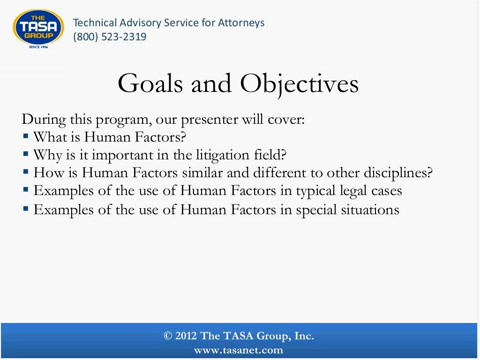 THE
TASA
GROUP
SINCE 1956
Technical Advisory Service for Attorneys
(800) 523-2319
Goals and Objectives
During this program, our presenter will cover:
▪ What is Human Factors?
▪ Why is it important in the litigation field?
▪ How is Human Factors similar and different to other disciplines?
▪ Examples of the use of Human Factors in typical legal cases
▪ Examples of the use of Human Factors in special situations
© 2012 The TASA Group, Inc.
www.tasanet.com